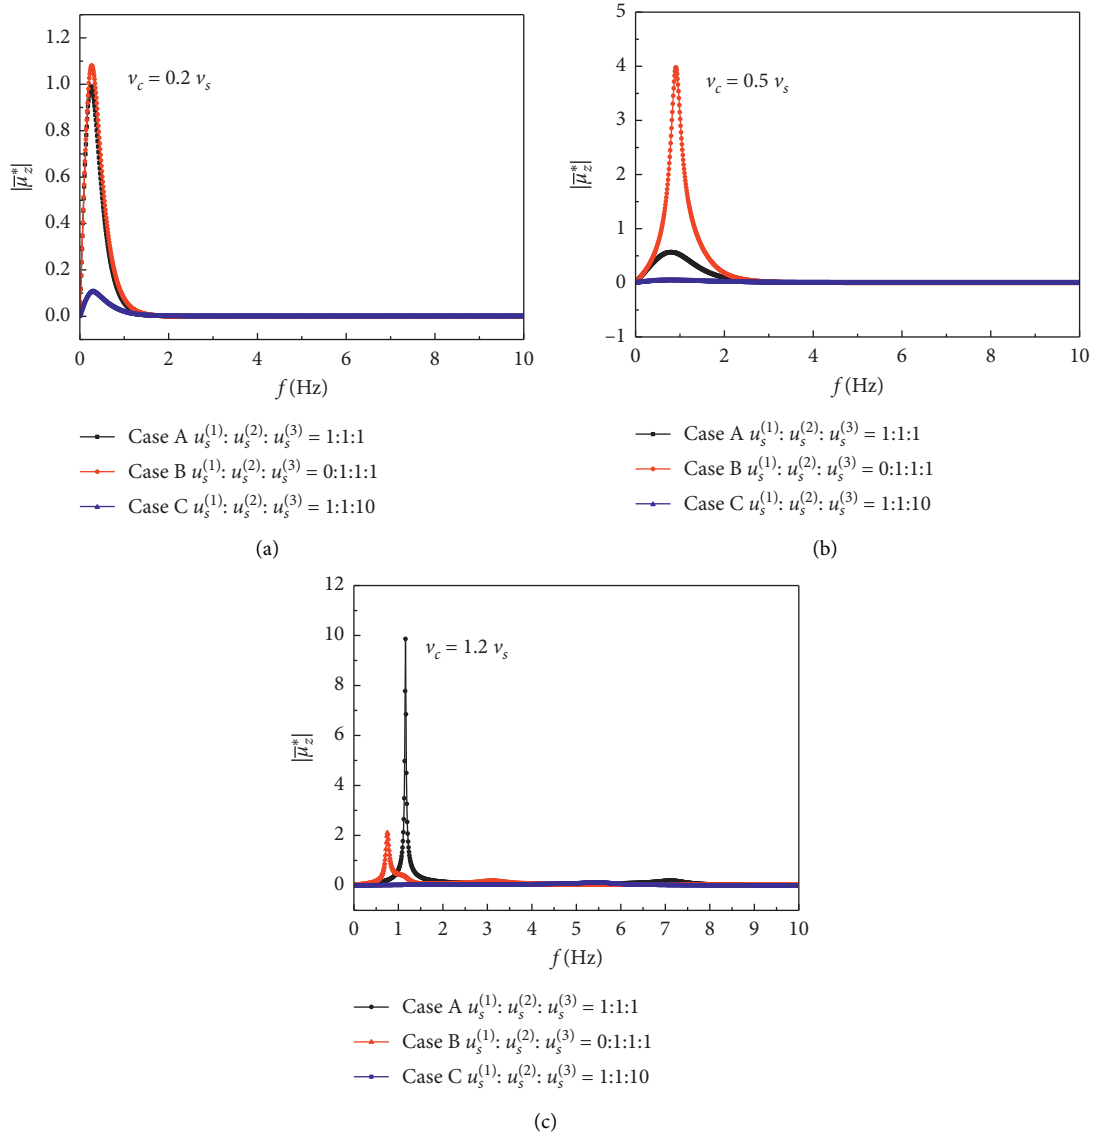 1.2
1.0
0.8
0.6
0.4
0.2
0.0
|μ̅*z|
v_c = 0.2 v_s
0 2 4 6 8 10
f (Hz)
Case A u_s^(1): u_s^(2): u_s^(3) = 1:1:1
Case B u_s^(1): u_s^(2): u_s^(3) = 0:1:1:1
Case C u_s^(1): u_s^(2): u_s^(3) = 1:1:10
(a)
5
4
3
2
1
0
−1
|μ̅*z|
v_c = 0.5 v_s
0 2 4 6 8 10
f (Hz)
Case A u_s^(1): u_s^(2): u_s^(3) = 1:1:1
Case B u_s^(1): u_s^(2): u_s^(3) = 0:1:1:1
Case C u_s^(1): u_s^(2): u_s^(3) = 1:1:10
(b)
12
10
8
6
4
2
0
|μ̅*z|
v_c = 1.2 v_s
0 1 2 3 4 5 6 7 8 9 10
f (Hz)
Case A u_s^(1): u_s^(2): u_s^(3) = 1:1:1
Case B u_s^(1): u_s^(2): u_s^(3) = 0:1:1:1
Case C u_s^(1): u_s^(2): u_s^(3) = 1:1:10
(c)